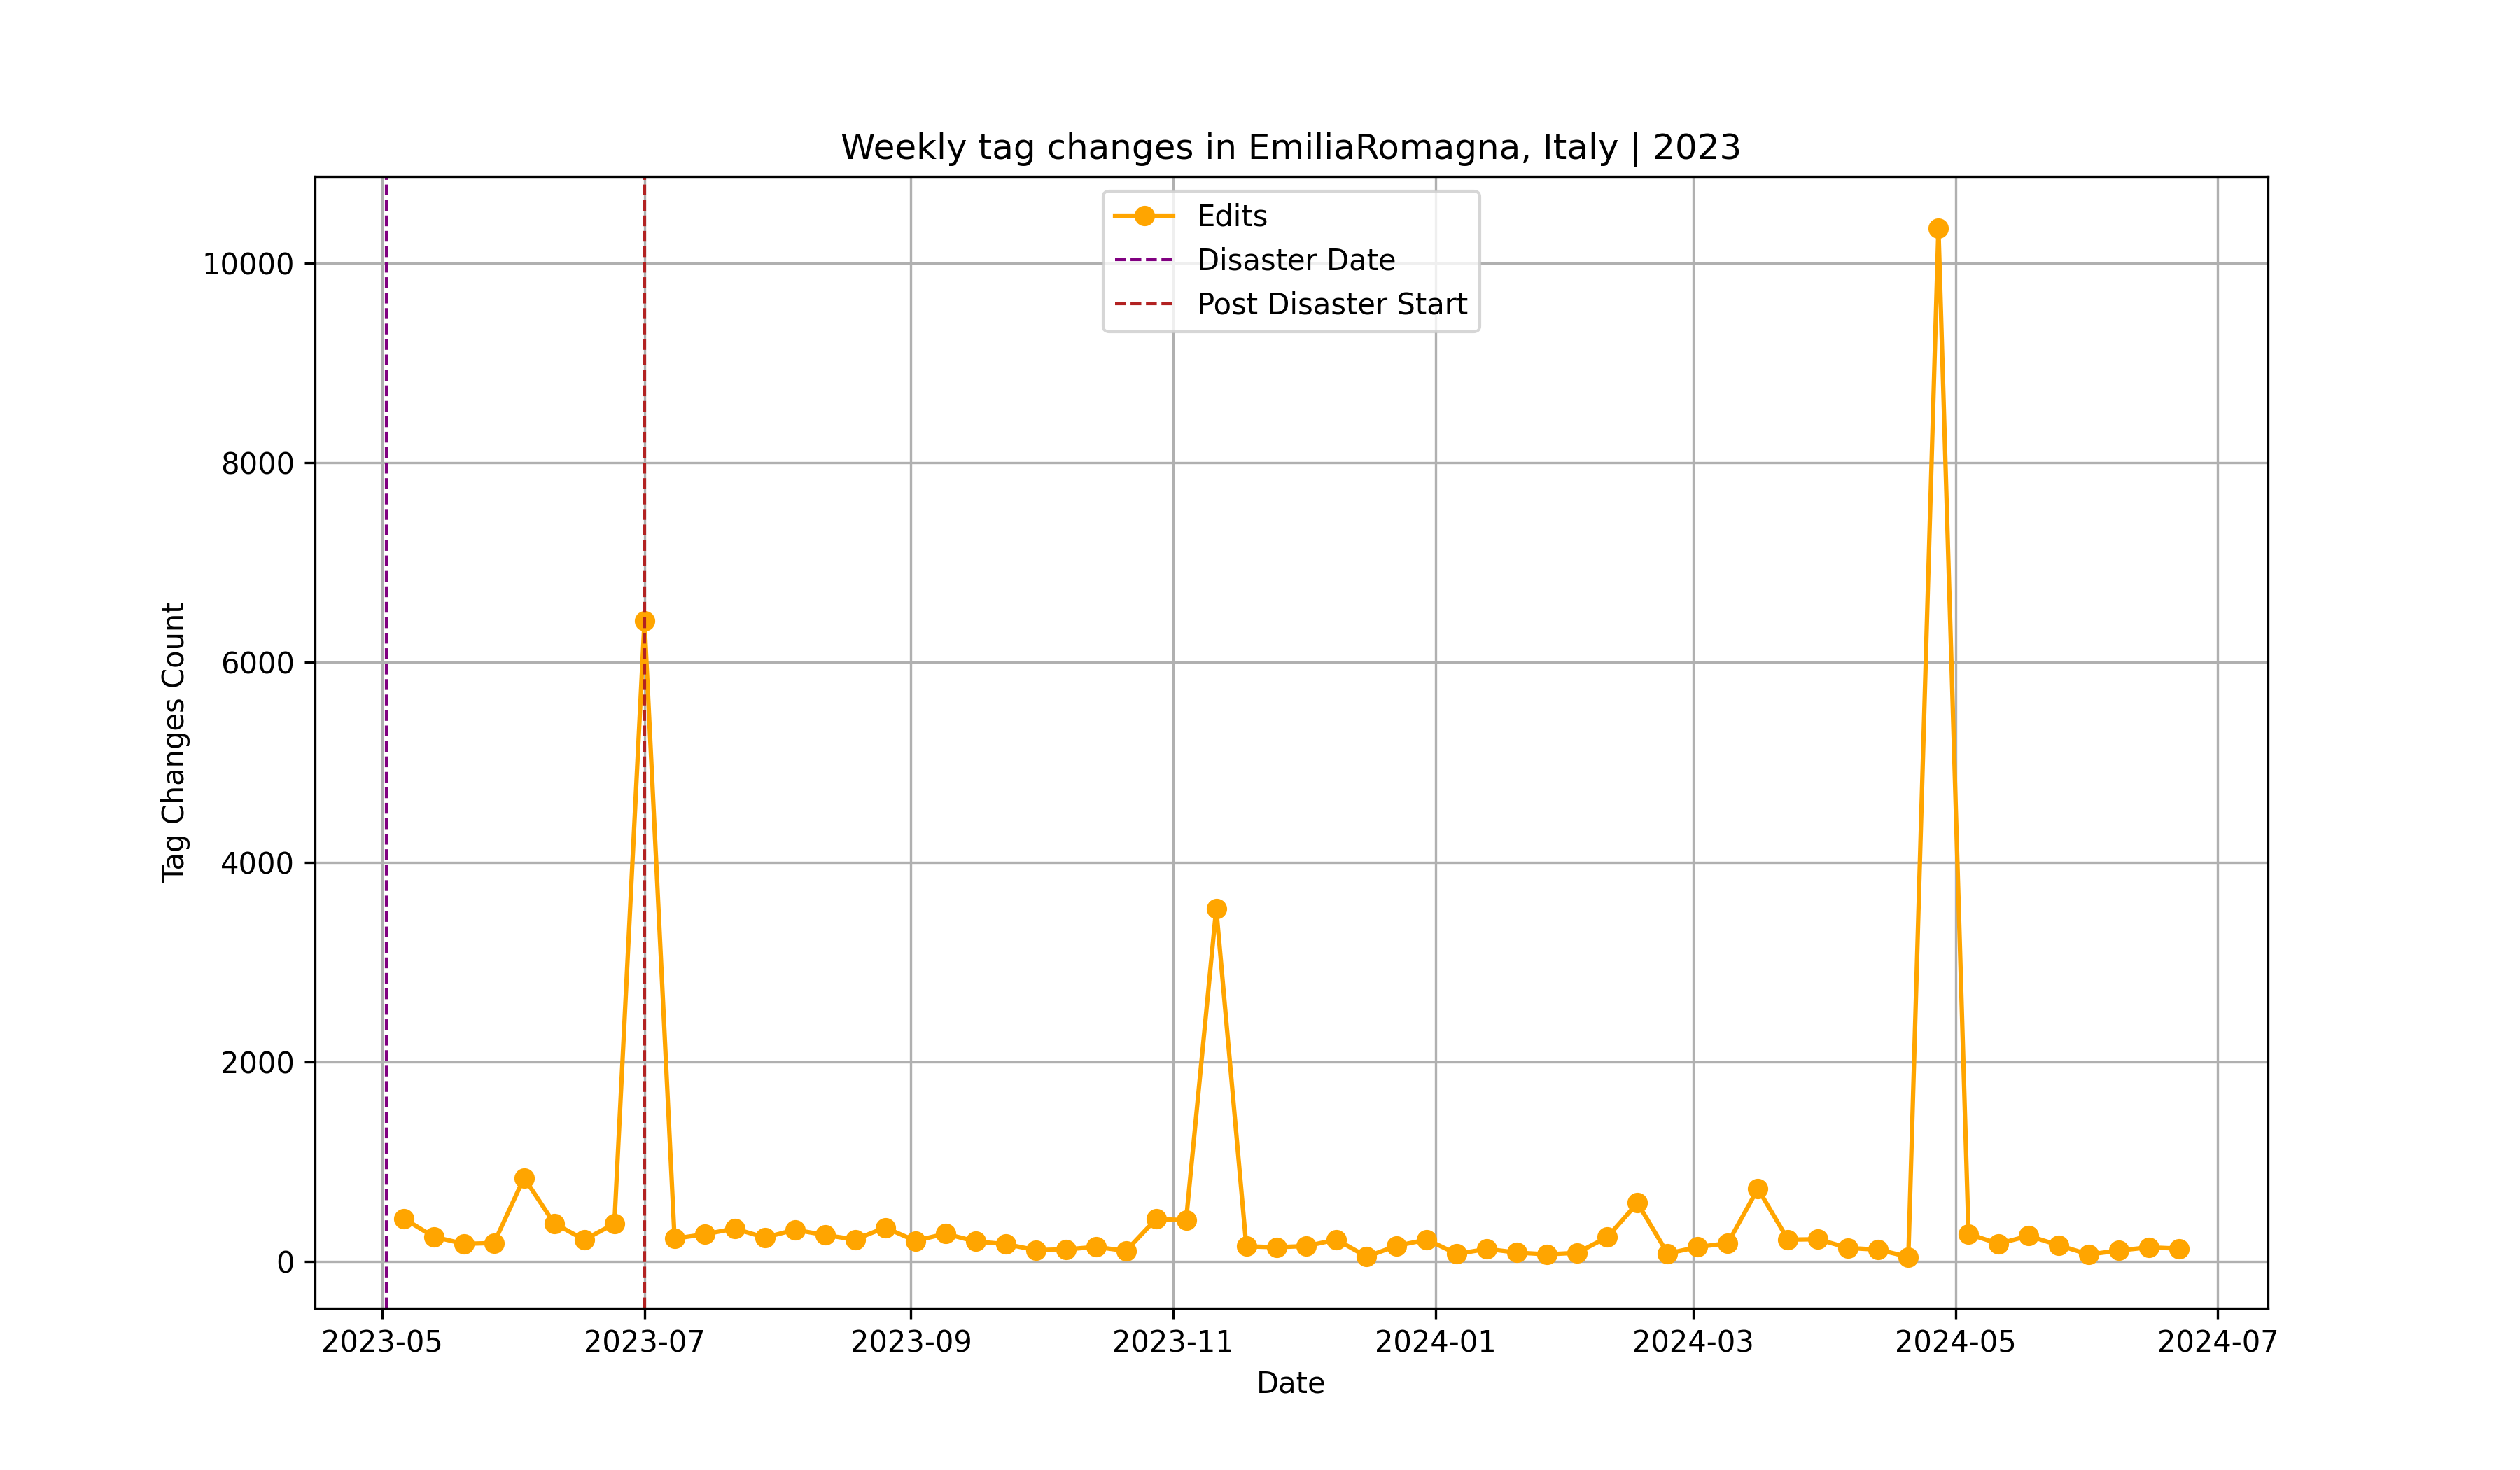 Weekly tag changes in EmiliaRomagna, Italy | 2023
Edits
Disaster Date
Post Disaster Start
Tag Changes Count
10000
8000
6000
4000
2000
0
2023-05
2023-07
2023-09
2023-11
2024-01
2024-03
2024-05
2024-07
Date